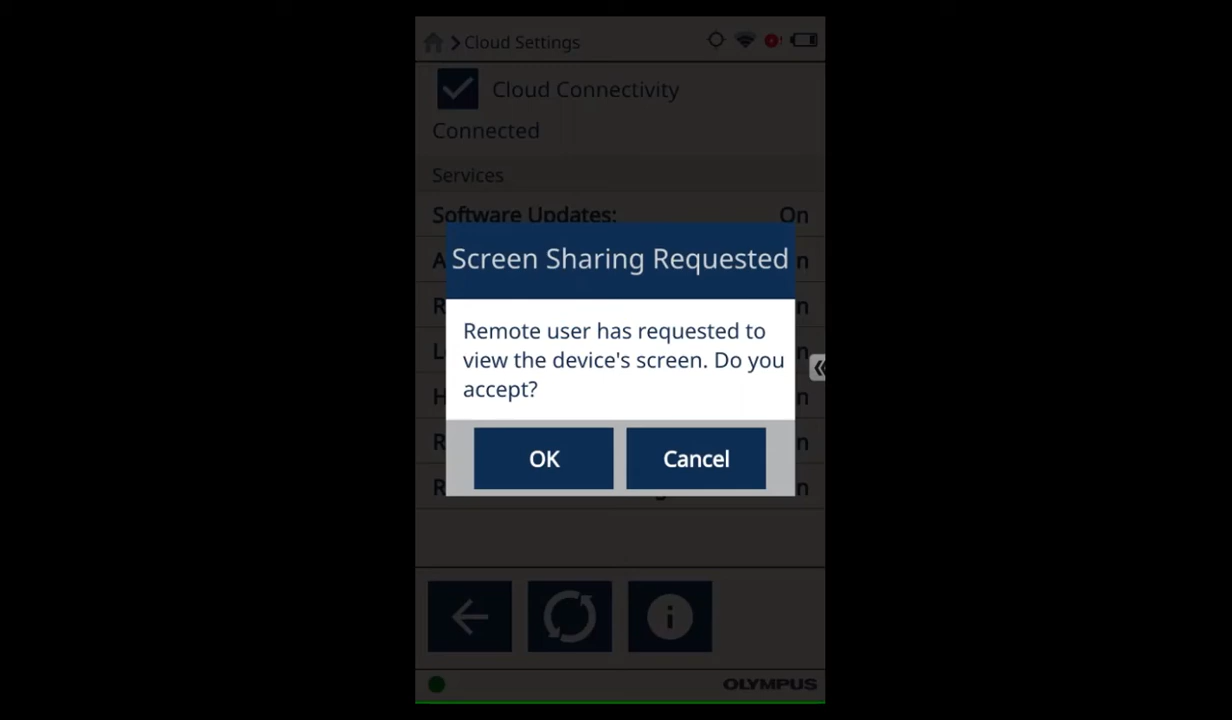 Cloud Settings
Cloud Connectivity
Connected
Services
Software Updates: On
Screen Sharing Requested
Remote user has requested to
view the device's screen. Do you
accept?
OK Cancel
OLYMPUS